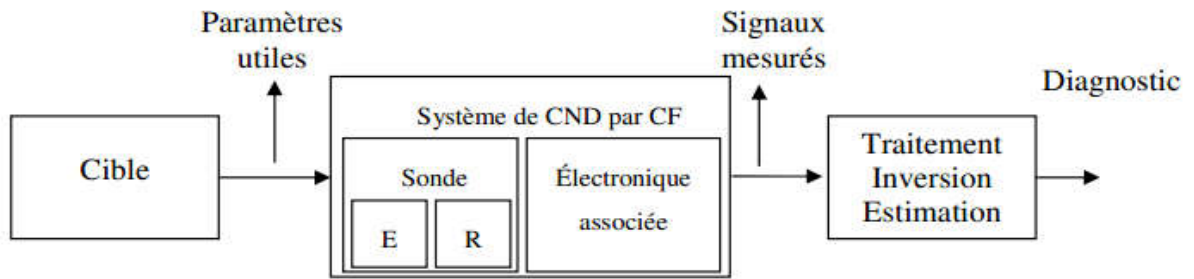 Paramètres
utiles
Signaux
mesurés
Diagnostic
Cible
Système de CND par CF
Sonde
E
R
Électronique
associée
Traitement
Inversion
Estimation